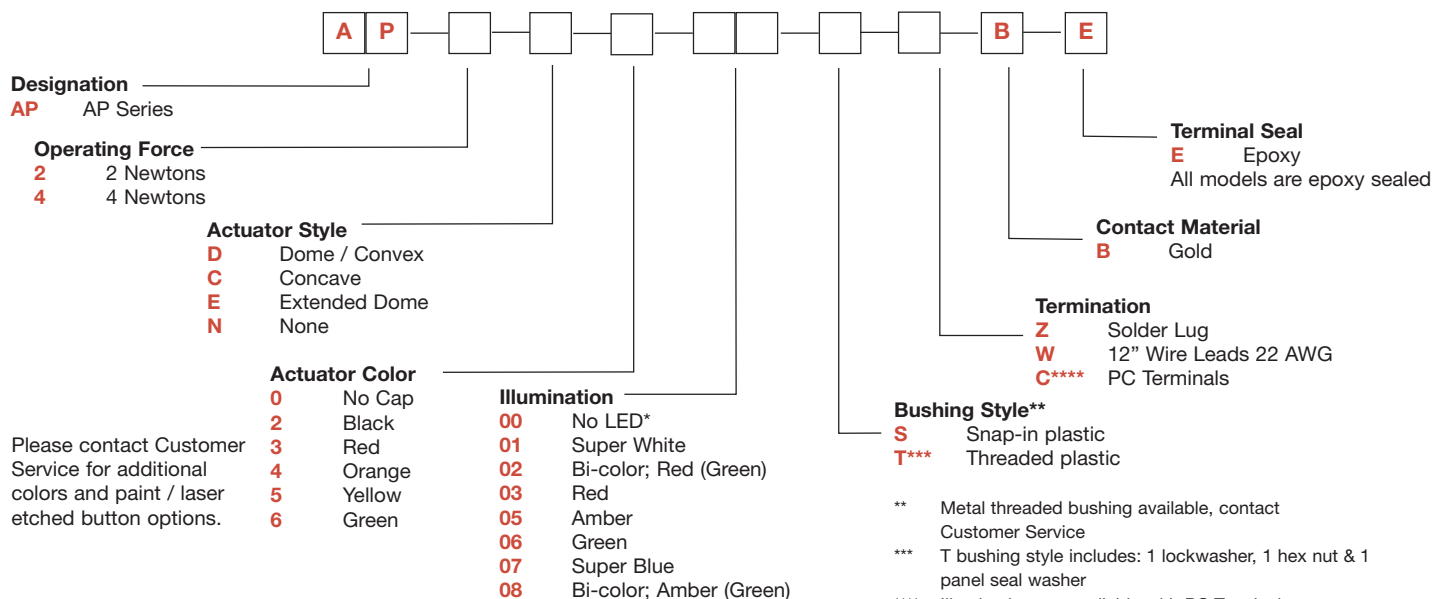 A P B E
Designation
AP AP Series
Operating Force
2 2 Newtons
4 4 Newtons
Actuator Style
D Dome / Convex
C Concave
E Extended Dome
N None
Actuator Color
0 No Cap
2 Black
3 Red
4 Orange
5 Yellow
6 Green
Please contact Customer
Service for additional
colors and paint / laser
etched button options.
Illumination
00 No LED*
01 Super White
02 Bi-color; Red (Green)
03 Red
05 Amber
06 Green
07 Super Blue
08 Bi-color; Amber (Green)
Bushing Style**
S Snap-in plastic
T*** Threaded plastic
Termination
Z Solder Lug
W 12” Wire Leads 22 AWG
C**** PC Terminals
Contact Material
B Gold
Terminal Seal
E Epoxy
All models are epoxy sealed
** Metal threaded bushing available, contact
Customer Service
*** T bushing style includes: 1 lockwasher, 1 hex nut & 1
panel seal washer